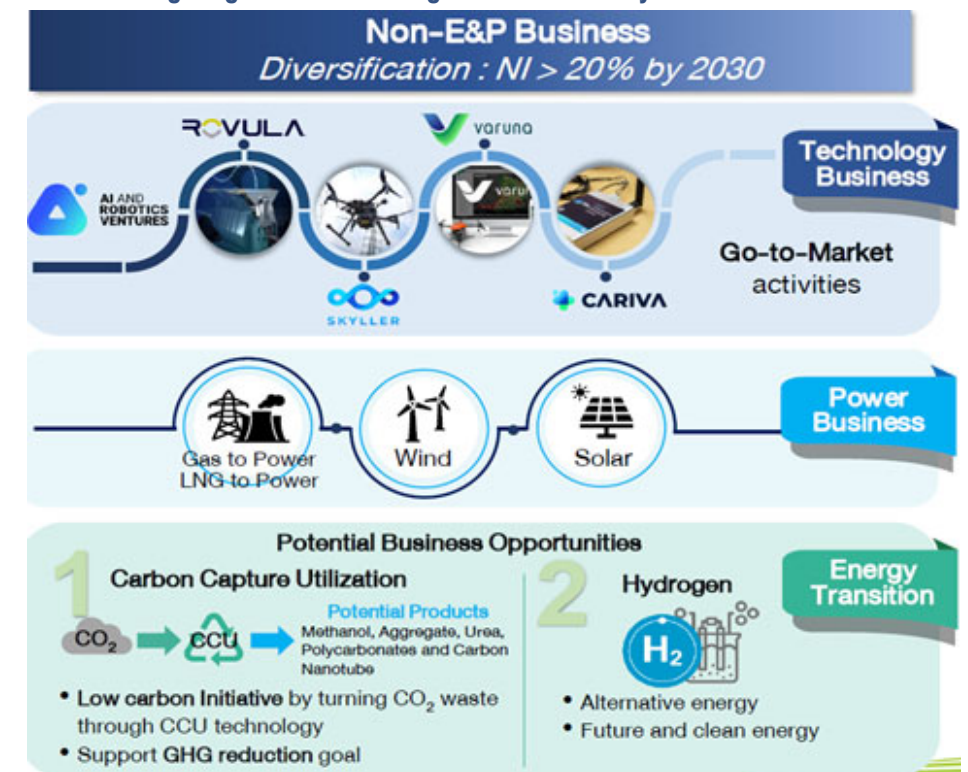 Non-E&P Business
Diversification : NI > 20% by 2030
ROVULA
varuna
Technology
Business
AI AND
ROBOTICS
VENTURES
varun
Go-to-Market
activities
SKYLLER
CARIVA
Power
Business
Gas to Power
LNG to Power
Wind
Solar
Potential Business Opportunities
Energy
Transition
1
Carbon Capture Utilization
2
Hydrogen
Potential Products
CO2
CCU
Methanol, Aggregate, Urea,
Polycarbonates and Carbon
Nanotube
H2
• Low carbon Initiative by turning CO2 waste
through CCU technology
• Support GHG reduction goal
• Alternative energy
• Future and clean energy